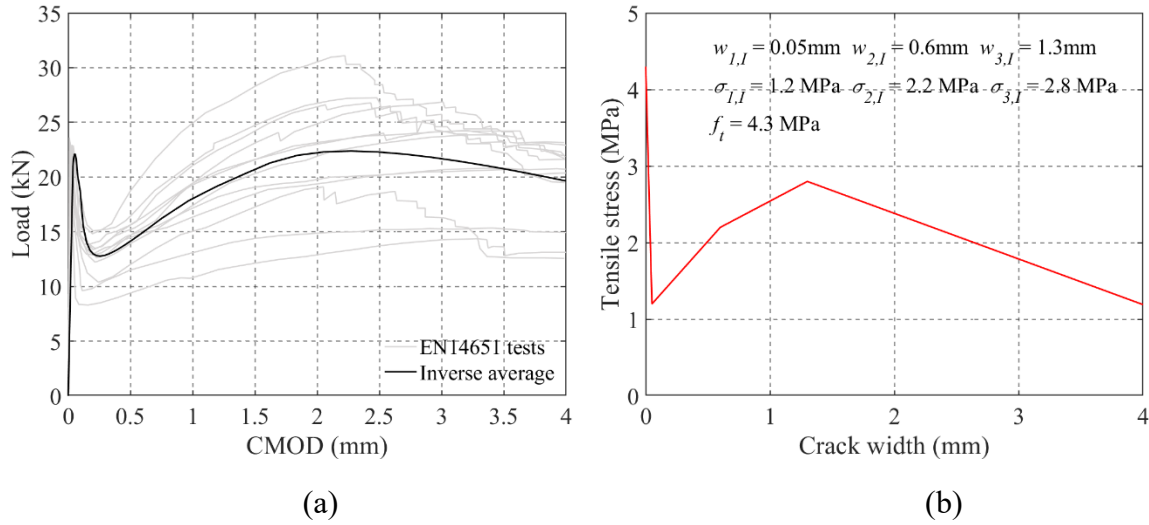 (a)
35
30
25
20
15
10
5
0
Load (kN)
EN14651 tests
Inverse average
0 0.5 1 1.5 2 2.5 3 3.5 4
CMOD (mm)
(b)
5
4
3
2
1
0
Tensile stress (MPa)
w1,I = 0.05mm w2,I = 0.6mm w3,I = 1.3mm
σ1,I = 1.2 MPa σ2,I = 2.2 MPa σ3,I = 2.8 MPa
ft = 4.3 MPa
0 1 2 3 4
Crack width (mm)
(a) (b)